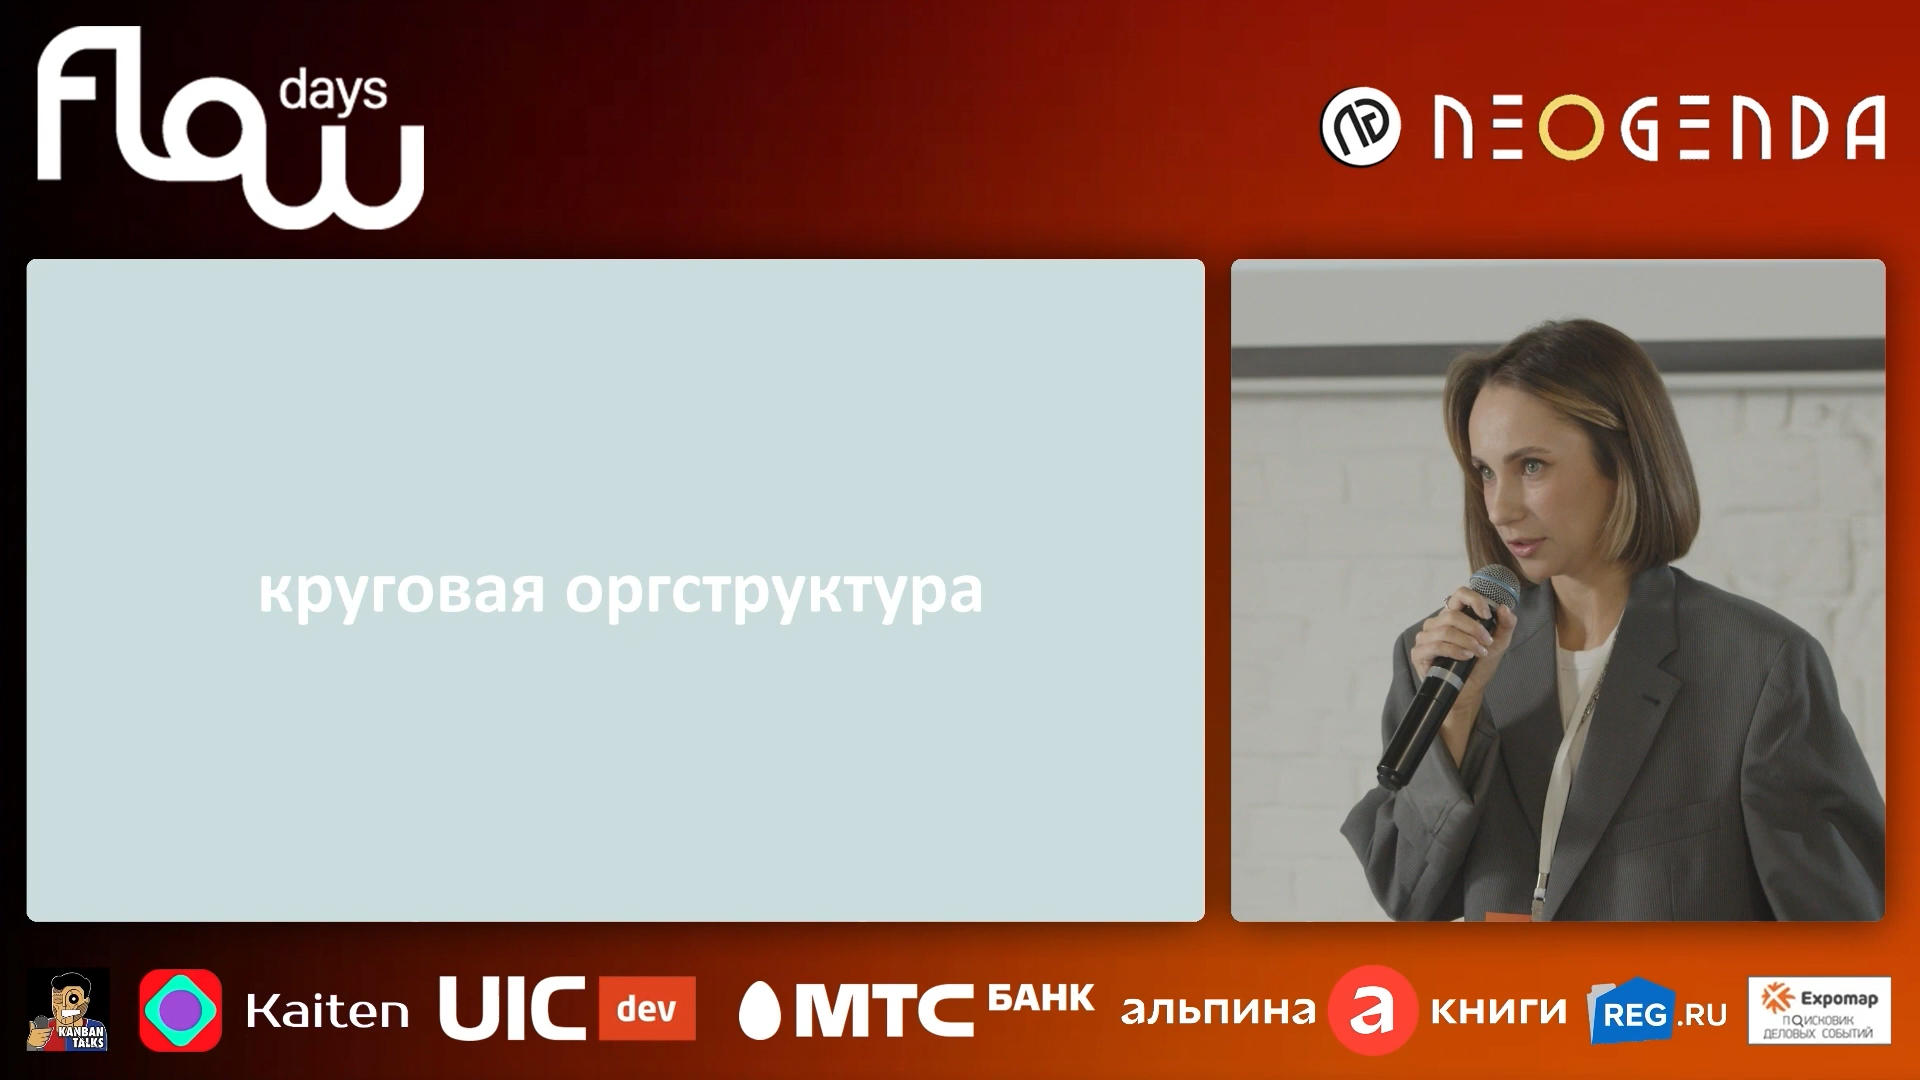 flow
days
NEOGENDA
круговая оргструктура
KANBAN
TALKS
Kaiten
UIC dev
МТС БАНК
альпина а книги
REG.RU
Expomap
ПОИСКОВИК
ДЕЛОВЫХ СОБЫТИЙ